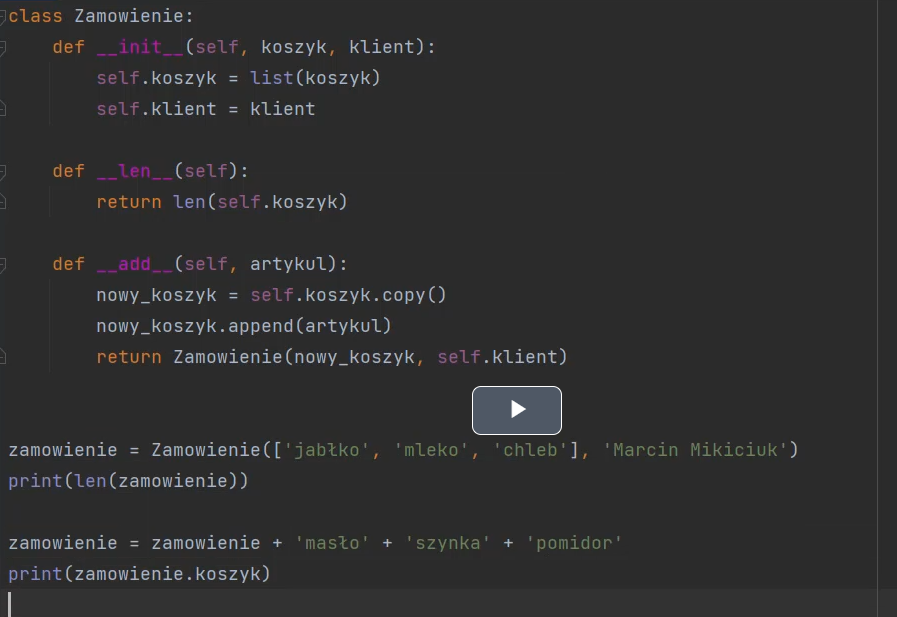 class Zamowienie:
    def __init__(self, koszyk, klient):
        self.koszyk = list(koszyk)
        self.klient = klient

    def __len__(self):
        return len(self.koszyk)

    def __add__(self, artykul):
        nowy_koszyk = self.koszyk.copy()
        nowy_koszyk.append(artykul)
        return Zamowienie(nowy_koszyk, self.klient)

zamowienie = Zamowienie(['jabłko', 'mleko', 'chleb'], 'Marcin Mikiciuk')
print(len(zamowienie))

zamowienie = zamowienie + 'masło' + 'szynka' + 'pomidor'
print(zamowienie.koszyk)